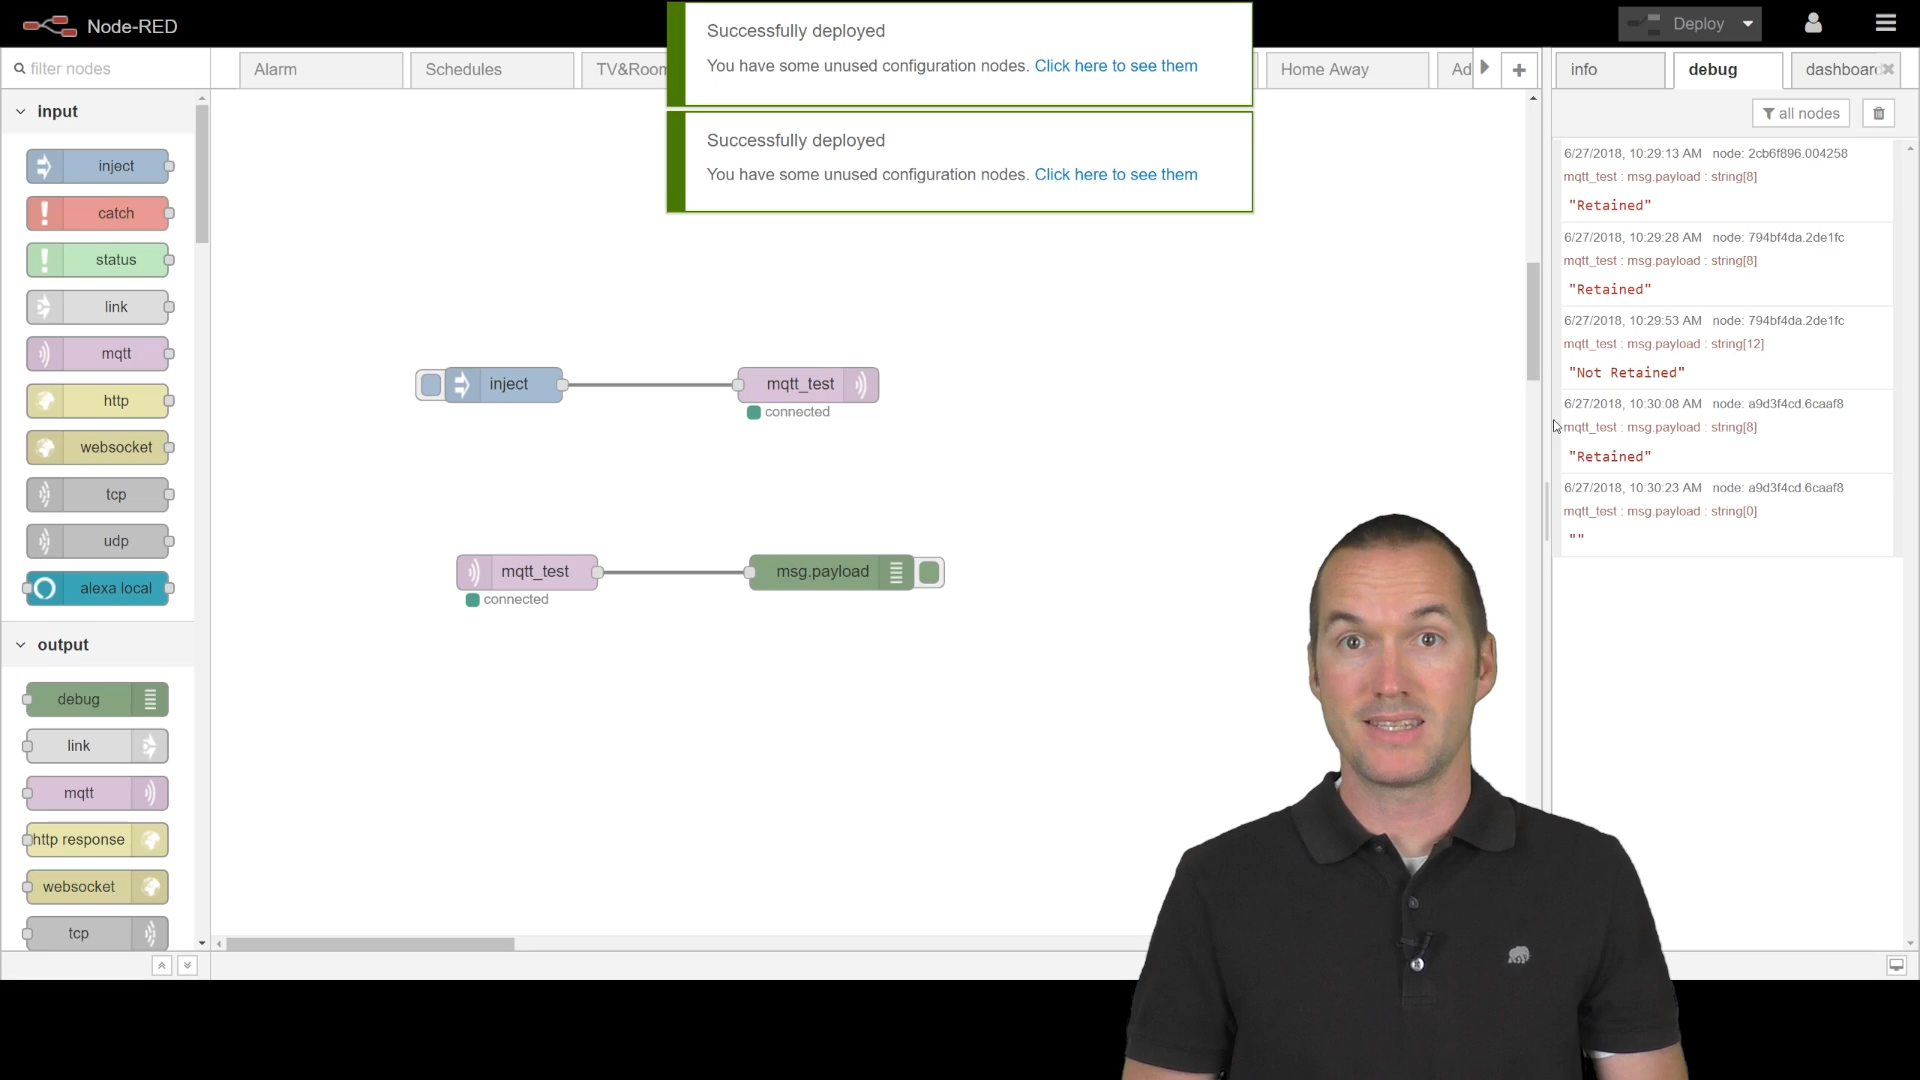 Node-RED
Deploy
filter nodes
Alarm
Schedules
TV&Room
Home Away
Ad
info
debug
dashboard
Successfully deployed
You have some unused configuration nodes. Click here to see them
Successfully deployed
You have some unused configuration nodes. Click here to see them
all nodes
input
inject
catch
status
link
mqtt
http
websocket
tcp
udp
alexa local
output
debug
link
mqtt
http response
websocket
tcp
inject
mqtt_test
connected
mqtt_test
connected
msg.payload
6/27/2018, 10:29:13 AM node: 2cb6f896.004258
mqtt_test : msg.payload : string[8]
"Retained"
6/27/2018, 10:29:28 AM node: 794bf4da.2de1fc
mqtt_test : msg.payload : string[8]
"Retained"
6/27/2018, 10:29:53 AM node: 794bf4da.2de1fc
mqtt_test : msg.payload : string[12]
"Not Retained"
6/27/2018, 10:30:08 AM node: a9d3f4cd.6caaf8
mqtt_test : msg.payload : string[8]
"Retained"
6/27/2018, 10:30:23 AM node: a9d3f4cd.6caaf8
mqtt_test : msg.payload : string[0]
""